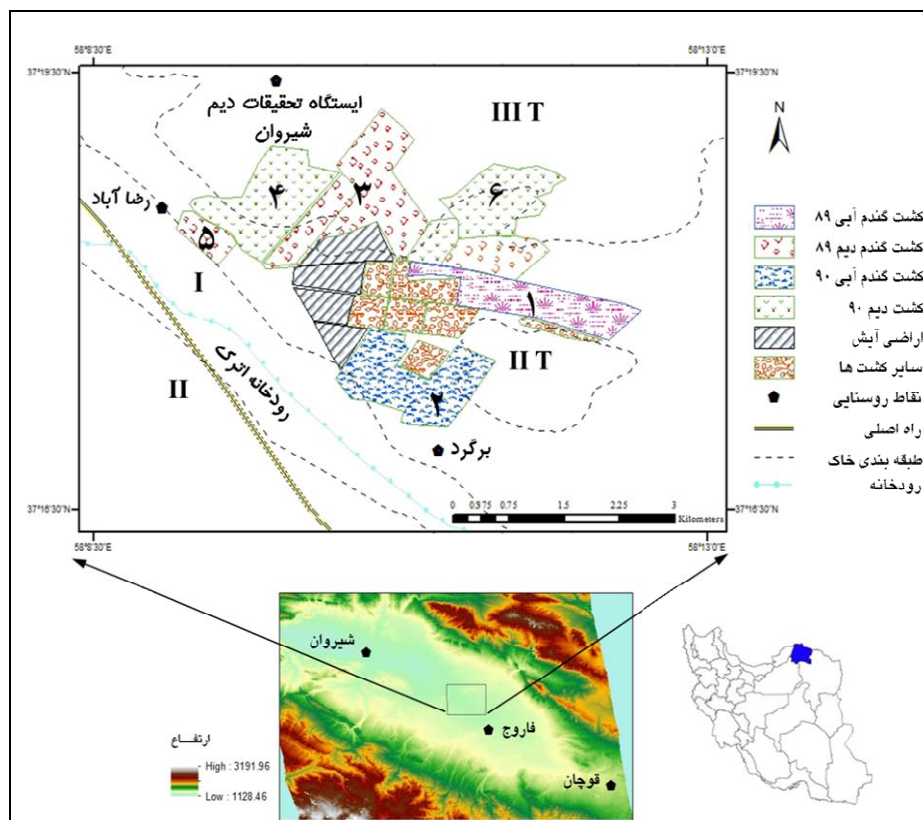 58°8'30"E
58°13'0"E
37°19'30"N
37°19'30"N
ایستگاه تحقیقات دیم
شیروان
III T
N
رضا آباد
۴
۳
۶
۵
I
۱
II T
۲
II
رودخانه اترک
برگرد
کشت گندم آبی ۸۹
کشت گندم دیم ۸۹
کشت گندم آبی ۹۰
کشت دیم ۹۰
اراضی آیش
سایر کشت ها
نقاط روستایی
راه اصلی
طبقه بندی خاک
رودخانه
0 0.375 0.75 1.5 2.25 3
Kilometers
37°16'30"N
37°16'30"N
58°8'30"E
58°13'0"E
شیروان
فاروج
قوچان
ارتفـــاع
High : 3191.96
Low : 1128.46